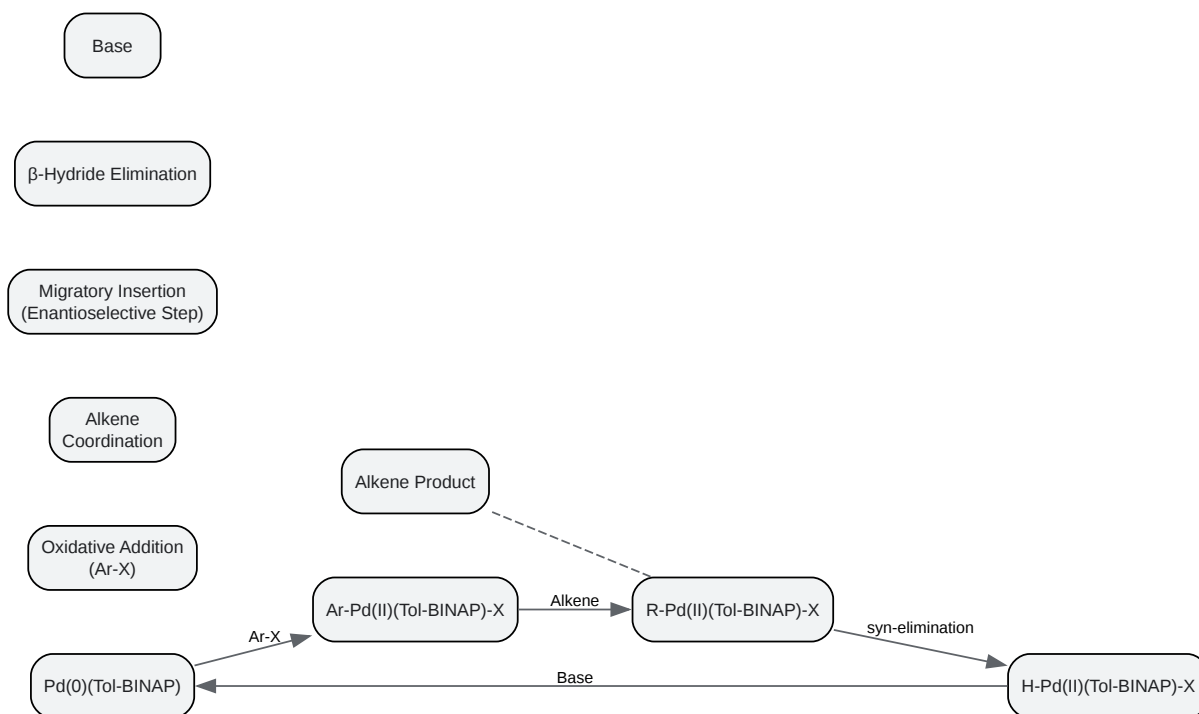 Base
β-Hydride Elimination
Migratory Insertion
(Enantioselective Step)
Alkene
Coordination
Alkene Product
Oxidative Addition
(Ar-X)
Ar-Pd(II)(Tol-BINAP)-X
Alkene
R-Pd(II)(Tol-BINAP)-X
syn-elimination
Ar-X
Pd(0)(Tol-BINAP)
Base
H-Pd(II)(Tol-BINAP)-X